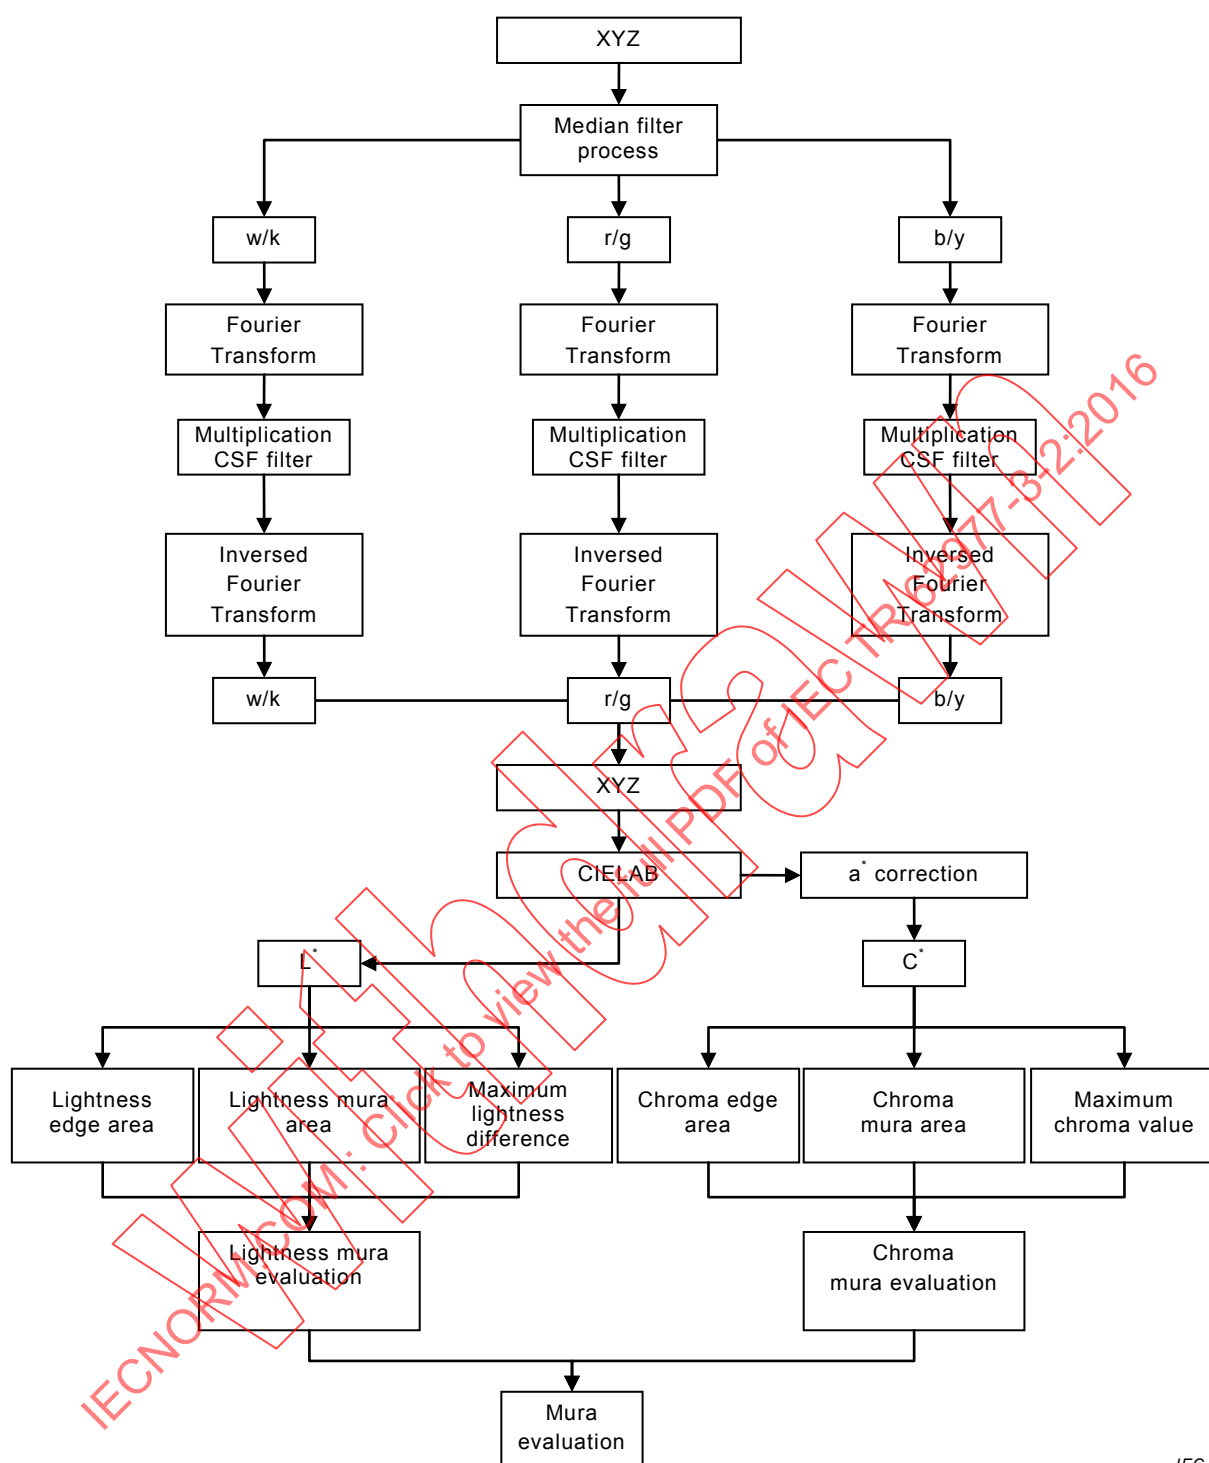 XYZ
Median filter
process
w/k
r/g
b/y
Fourier
Transform
Fourier
Transform
Fourier
Transform
Multiplication
CSF filter
Multiplication
CSF filter
Multiplication
CSF filter
Inversed
Fourier
Transform
Inversed
Fourier
Transform
Inversed
Fourier
Transform
w/k
r/g
b/y
XYZ
CIELAB
a* correction
L*
C*
Lightness
edge area
Lightness mura
area
Maximum
lightness
difference
Chroma edge
area
Chroma
mura area
Maximum
chroma value
Lightness mura
evaluation
Chroma
mura evaluation
Mura
evaluation
IECNORM.COM : Click to view the full PDF of IEC TR 62977-3-2:2016
Withdrawn
IEC